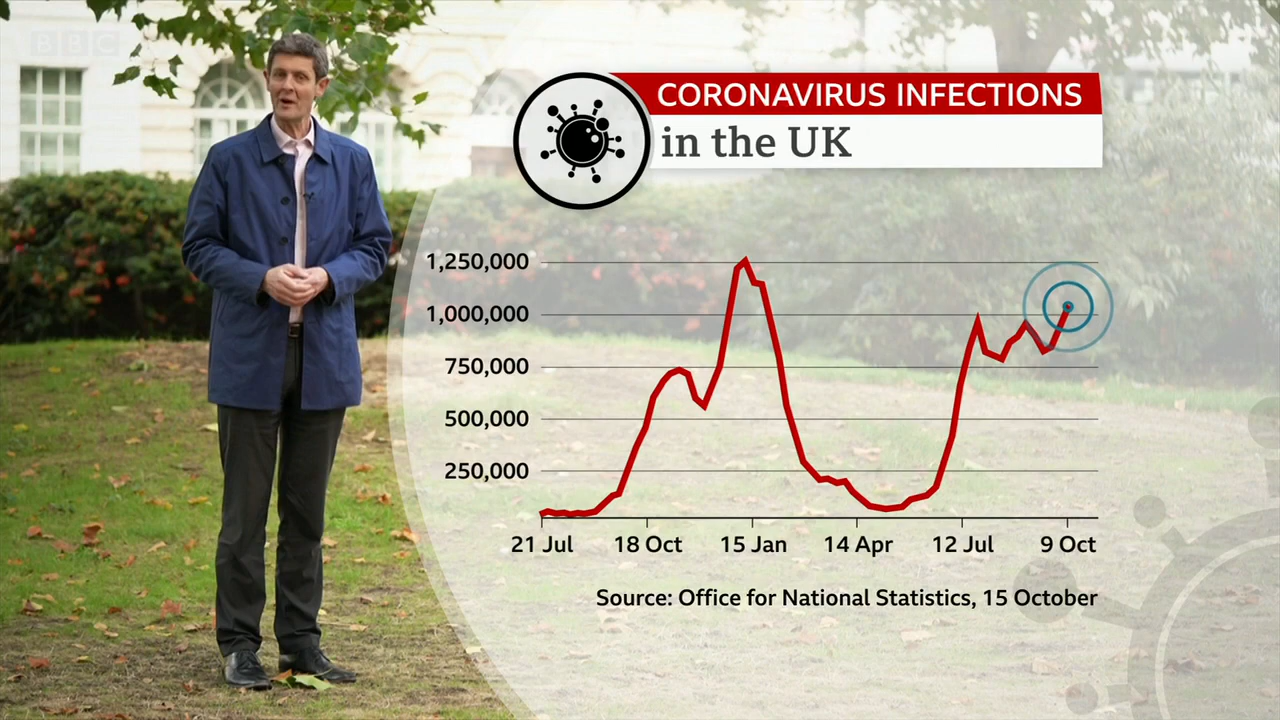 BBC
CORONAVIRUS INFECTIONS
in the UK
1,250,000
1,000,000
750,000
500,000
250,000
21 Jul 18 Oct 15 Jan 14 Apr 12 Jul 9 Oct
Source: Office for National Statistics, 15 October